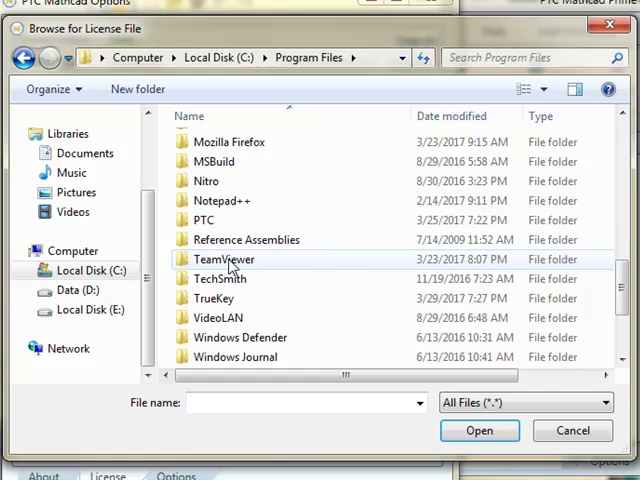 PTC Mathcad Options
PTC Mathcad Prime
Browse for License File
Computer Local Disk (C:) Program Files
Search Program Files
Organize New folder
Name Date modified Type
Libraries
Documents
Music
Pictures
Videos
Computer
Local Disk (C:)
Data (D:)
Local Disk (E:)
Network
Mozilla Firefox 3/23/2017 9:15 AM File folder
MSBuild 8/29/2016 5:58 AM File folder
Nitro 8/30/2016 3:23 PM File folder
Notepad++ 2/14/2017 9:11 PM File folder
PTC 3/25/2017 7:22 PM File folder
Reference Assemblies 7/14/2009 11:52 AM File folder
TeamViewer 3/23/2017 8:07 PM File folder
TechSmith 11/19/2016 7:23 AM File folder
TrueKey 3/29/2017 7:27 PM File folder
VideoLAN 8/29/2016 6:48 AM File folder
Windows Defender 6/13/2016 10:31 AM File folder
Windows Journal 6/13/2016 10:41 AM File folder
File name: All Files (*.*)
Open Cancel
About License Options
Options